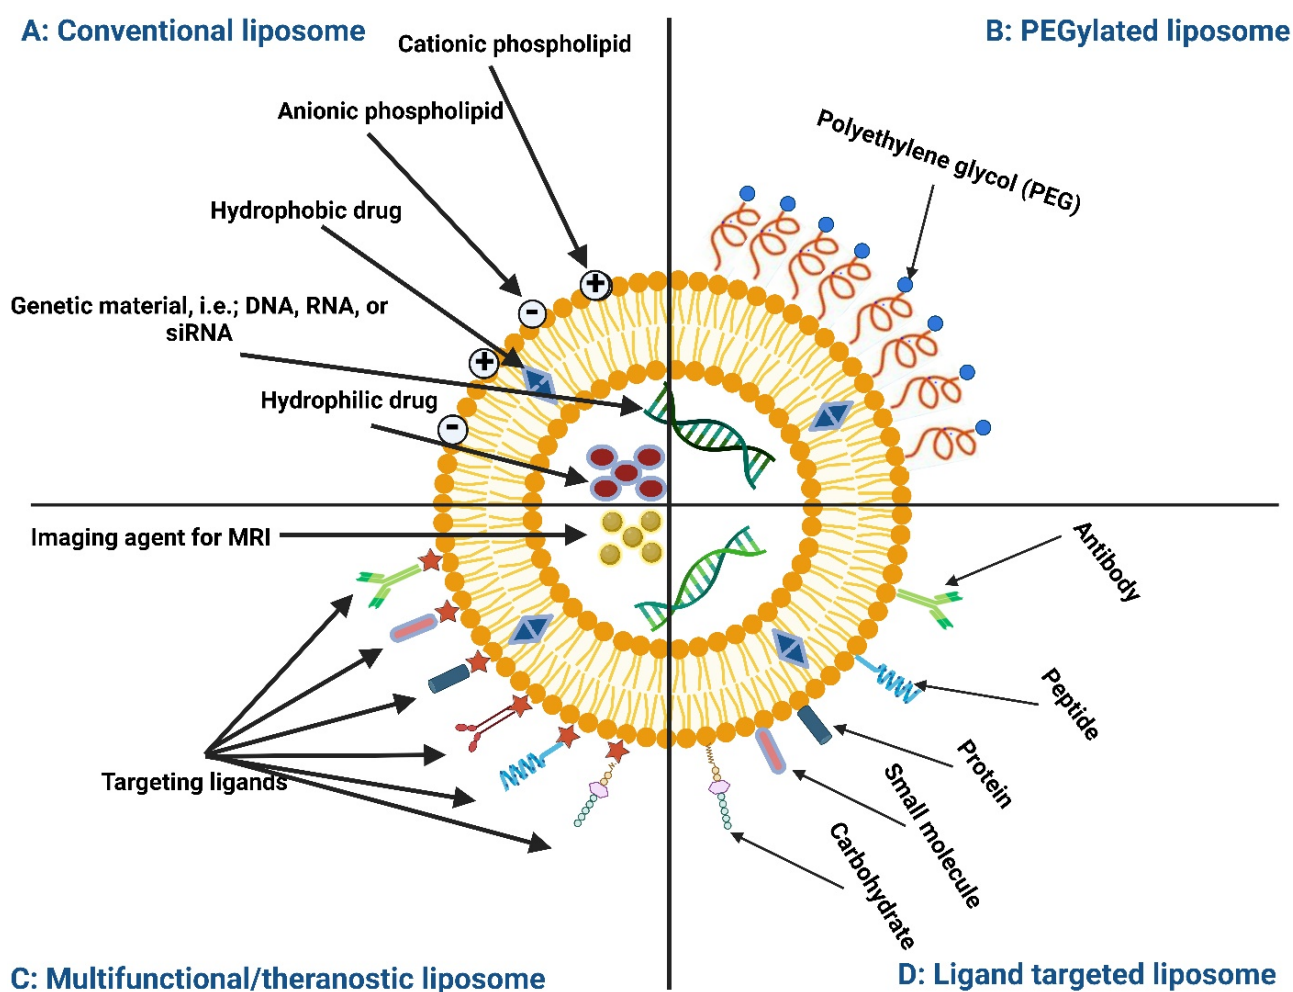 A: Conventional liposome
B: PEGylated liposome
Cationic phospholipid
Anionic phospholipid
Polyethylene glycol (PEG)
Hydrophobic drug
Genetic material, i.e.; DNA, RNA, or
siRNA
Hydrophilic drug
+
-
+
-
Imaging agent for MRI
Antibody
Peptide
Protein
Small molecule
Carbohydrate
Targeting ligands
C: Multifunctional/theranostic liposome
D: Ligand targeted liposome